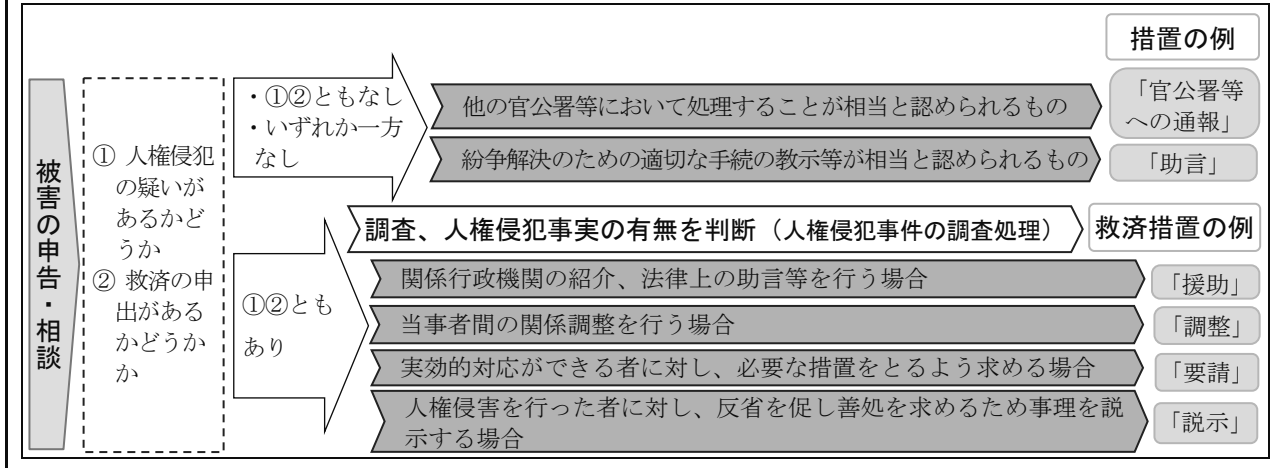 措置の例
被害の申告・相談
① 人権侵犯
の疑いが
あるかど
うか
② 救済の申
出がある
かどうか
か
・①②ともなし
・いずれか一方
なし
他の官公署等において処理することが相当と認められるもの
「官公署等
への通報」
紛争解決のための適切な手続の教示等が相当と認められるもの
「助言」
①②とも
あり
調査、人権侵犯事実の有無を判断（人権侵犯事件の調査処理）
救済措置の例
関係行政機関の紹介、法律上の助言等を行う場合
「援助」
当事者間の関係調整を行う場合
「調整」
実効的対応ができる者に対し、必要な措置をとるよう求める場合
「要請」
人権侵害を行った者に対し、反省を促し善処を求めるため事理を説
示する場合
「説示」